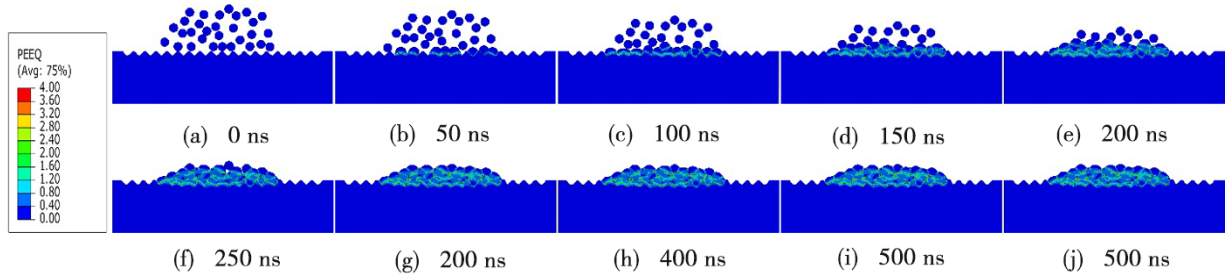 PEEQ
(Avg: 75%)
4.00
3.60
3.20
2.80
2.40
2.00
1.60
1.20
0.80
0.40
0.00
(a) 0 ns
(b) 50 ns
(c) 100 ns
(d) 150 ns
(e) 200 ns
(f) 250 ns
(g) 200 ns
(h) 400 ns
(i) 500 ns
(j) 500 ns